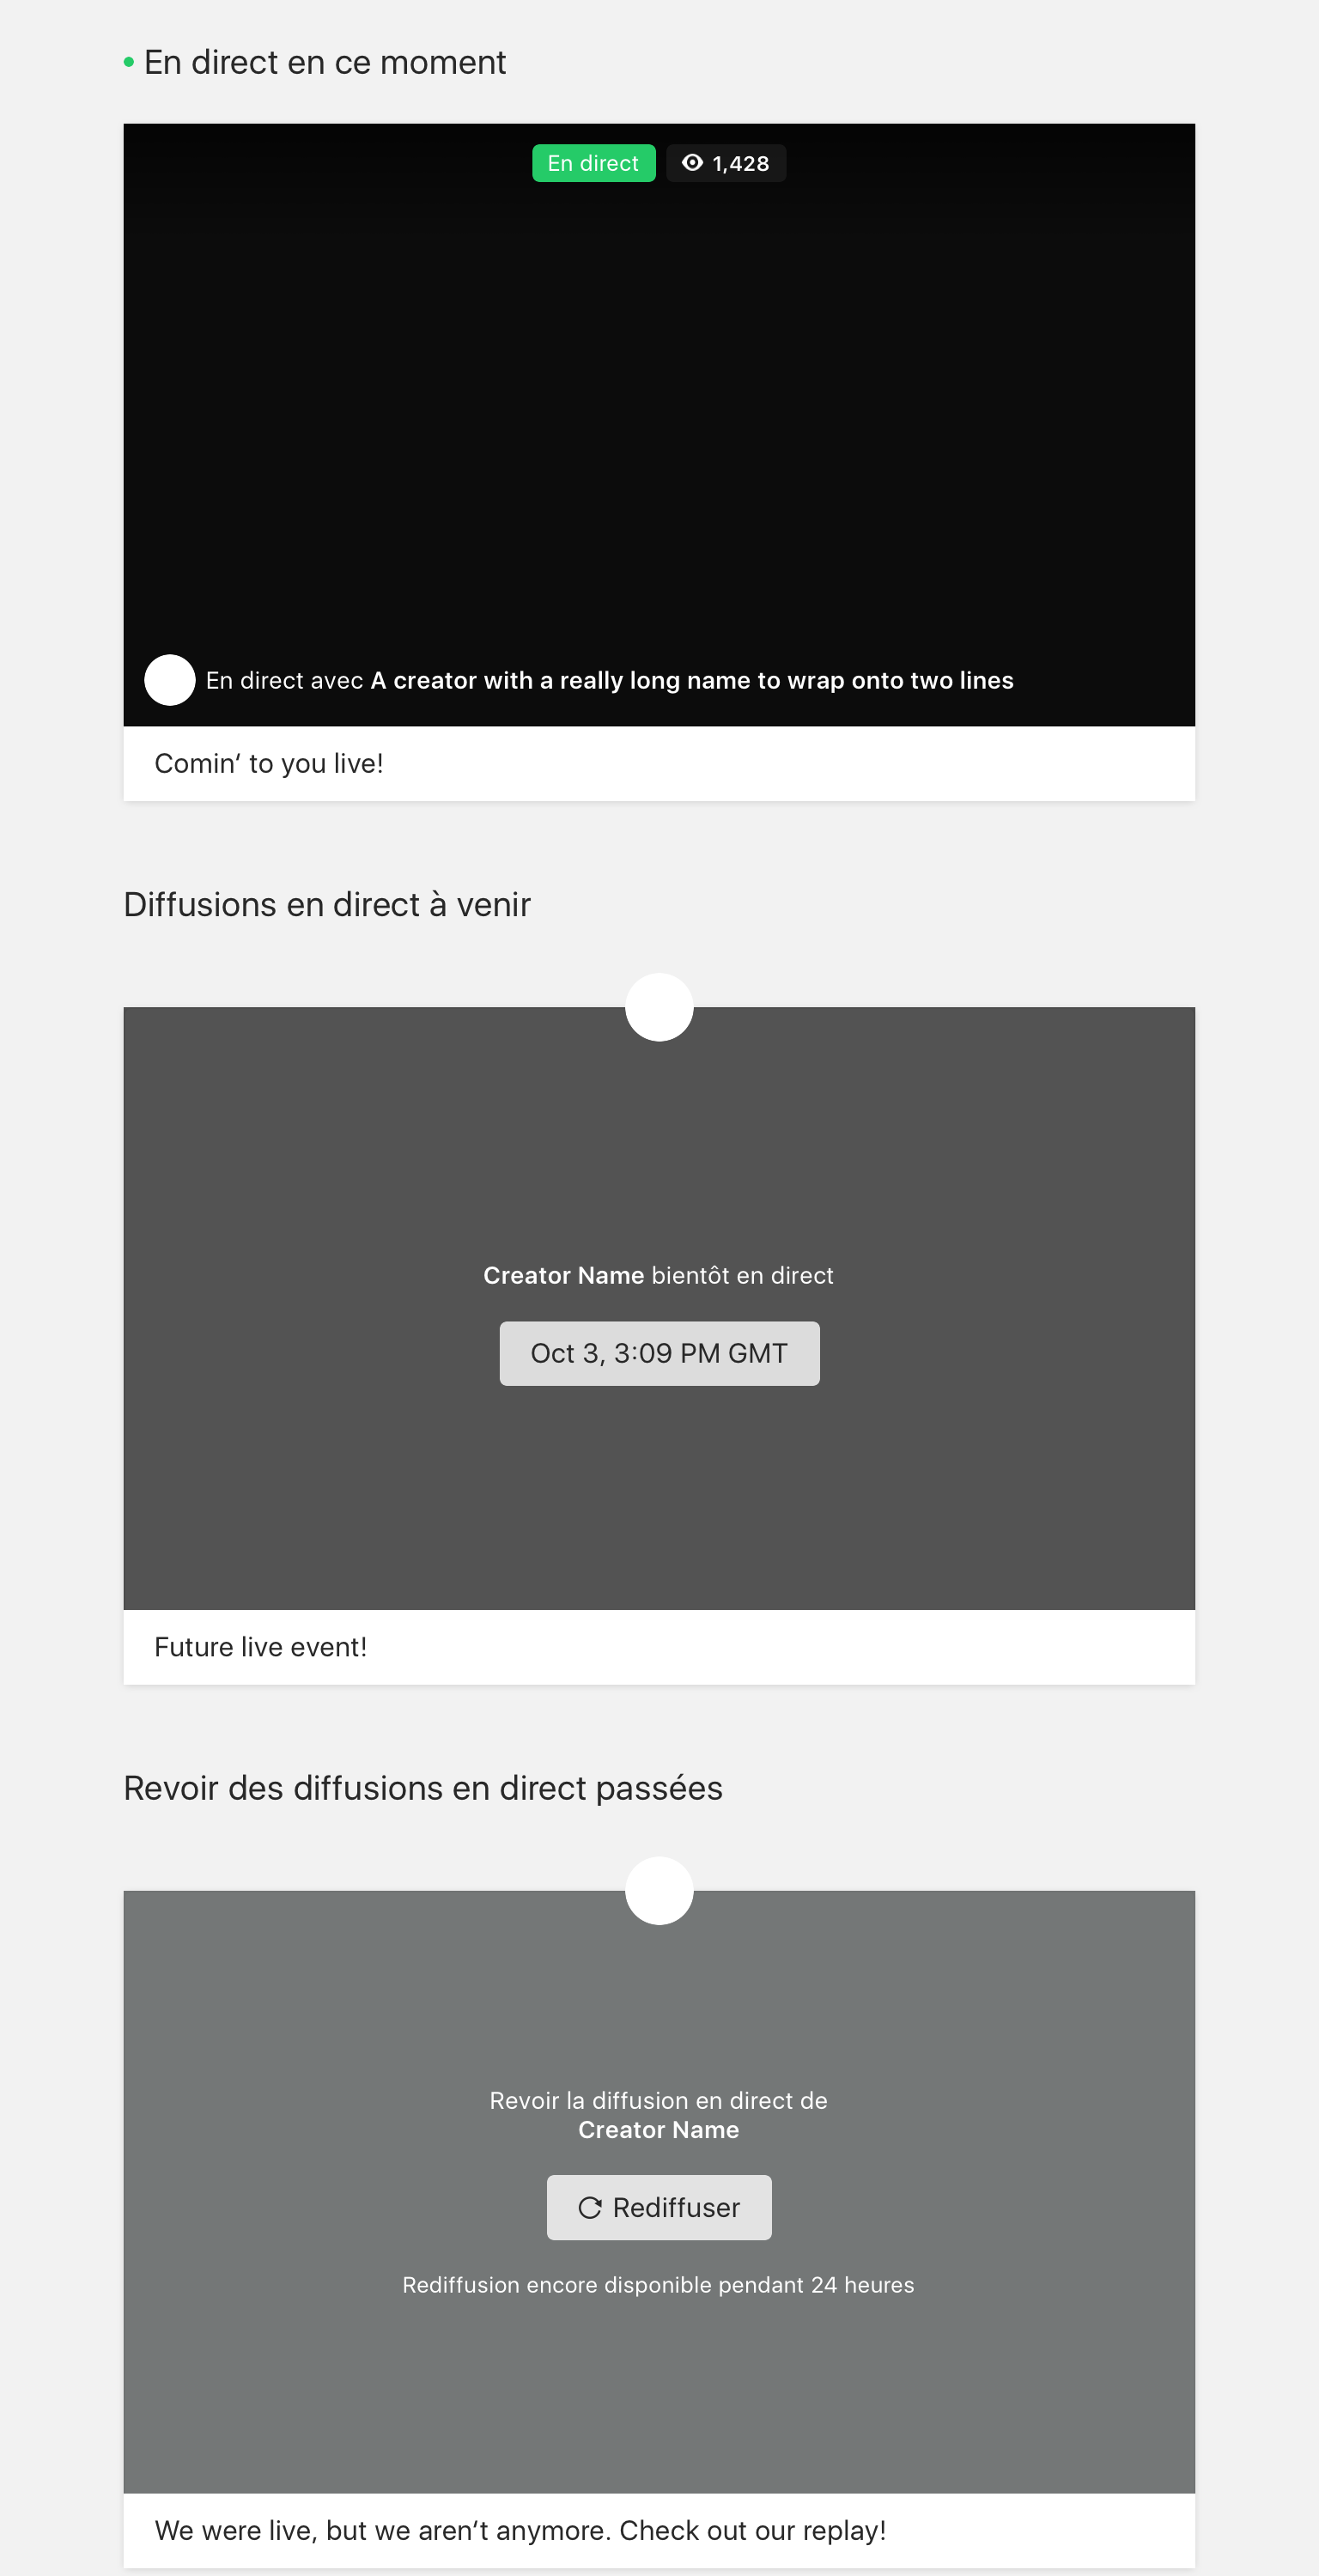 En direct en ce moment
En direct
1,428
En direct avec A creator with a really long name to wrap onto two lines
Comin’ to you live!
Diffusions en direct à venir
Creator Name bientôt en direct
Oct 3, 3:09 PM GMT
Future live event!
Revoir des diffusions en direct passées
Revoir la diffusion en direct de
Creator Name
Rediffuser
Rediffusion encore disponible pendant 24 heures
We were live, but we aren’t anymore. Check out our replay!